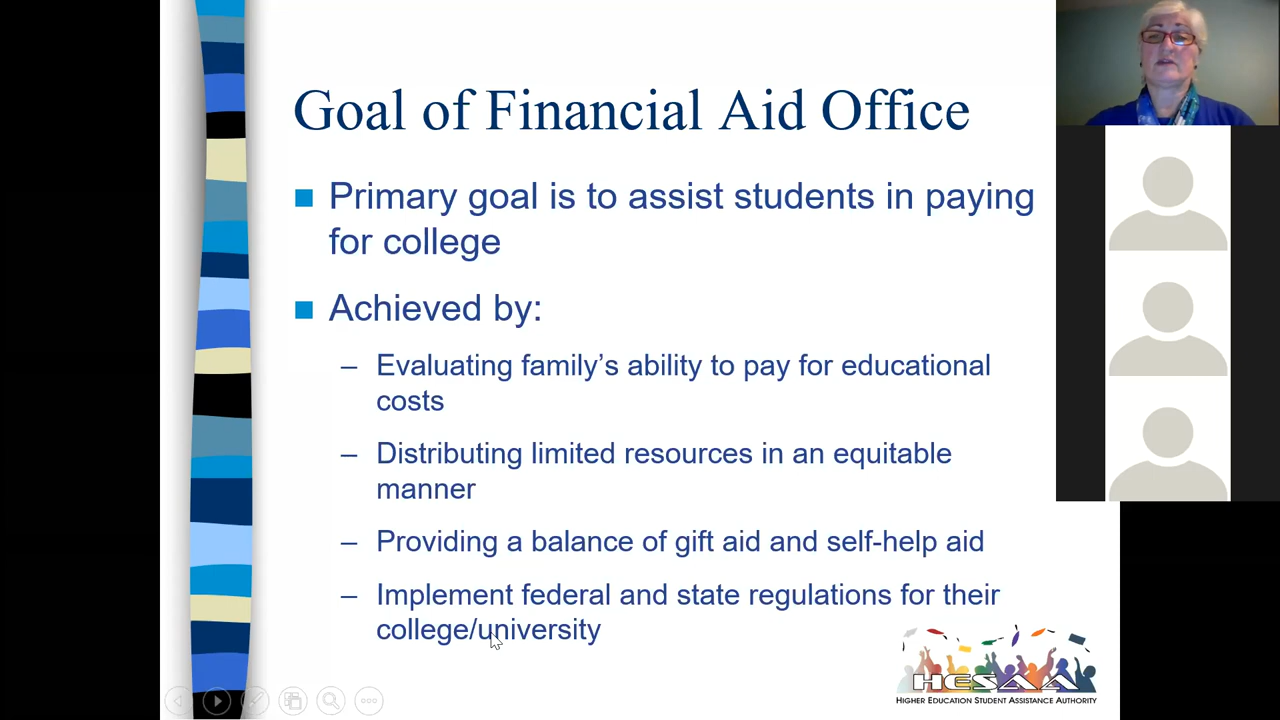 Goal of Financial Aid Office
Primary goal is to assist students in paying
for college
Achieved by:
– Evaluating family’s ability to pay for educational
costs
– Distributing limited resources in an equitable
manner
– Providing a balance of gift aid and self-help aid
– Implement federal and state regulations for their
college/university
HESAA
HIGHER EDUCATION STUDENT ASSISTANCE AUTHORITY